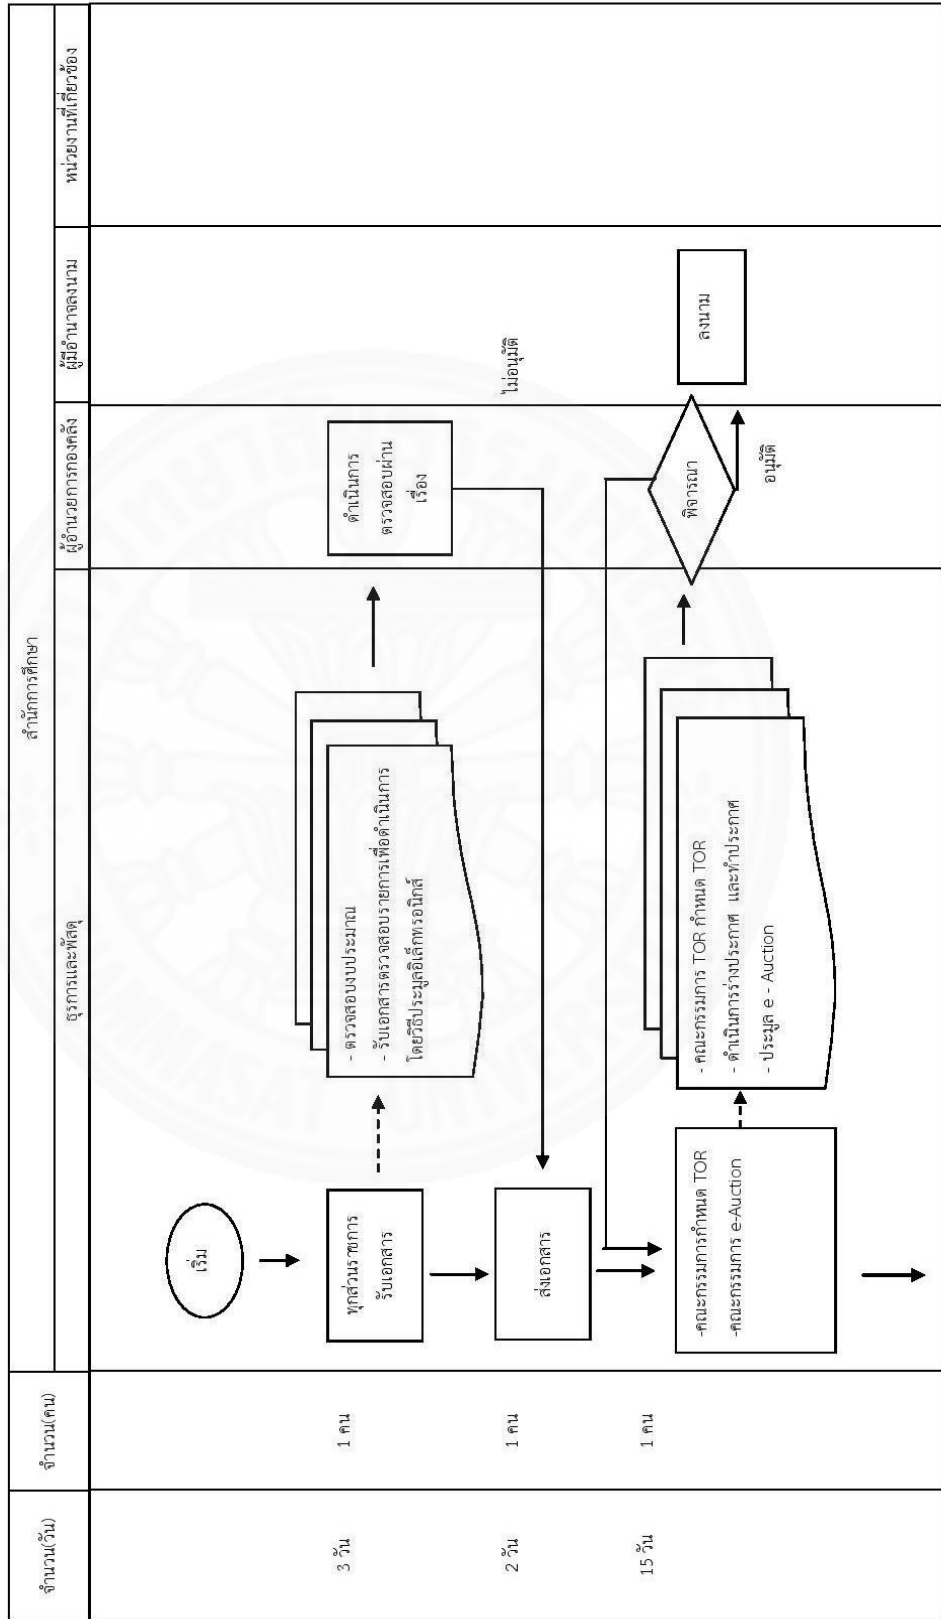 จำนวน(วัน)
จำนวน(คน)
สำนักการศึกษา
ธุรการและพัสดุ
ผู้อำนวยการกองคลัง
ผู้มีอำนาจลงนาม
หน่วยงานที่เกี่ยวข้อง
เริ่ม
3 วัน
1 คน
ทุกส่วนราชการ
รับเอกสาร
- ตรวจสอบงบประมาณ
- รับเอกสารตรวจสอบรายการเพื่อดำเนินการ
โดยวิธีประมูลอิเล็กทรอนิกส์
ดำเนินการ
ตรวจสอบผ่าน
เรื่อง
2 วัน
1 คน
ส่งเอกสาร
ไม่อนุมัติ
15 วัน
1 คน
-คณะกรรมการกำหนด TOR
-คณะกรรมการ e-Auction
- คณะกรรมการ TOR กำหนด TOR
- ดำเนินการร่างประกาศ และทำประกาศ
- ประมูล e - Auction
พิจารณา
อนุมัติ
ลงนาม